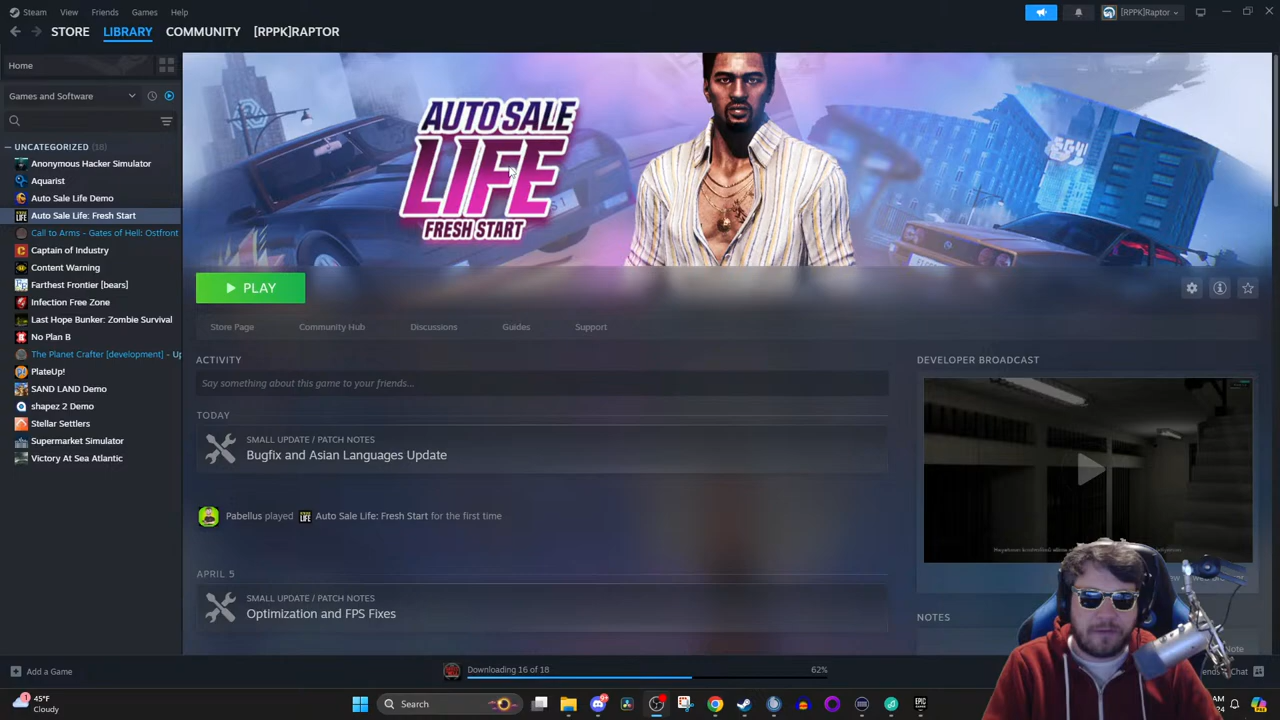 Steam View Friends Games Help [RPPK]Raptor
STORE LIBRARY COMMUNITY [RPPK]RAPTOR
Home
Games and Software
UNCATEGORIZED (18)
Anonymous Hacker Simulator
Aquarist
Auto Sale Life Demo
Auto Sale Life: Fresh Start
Call to Arms - Gates of Hell: Ostfront
Captain of Industry
Content Warning
Farthest Frontier [bears]
Infection Free Zone
Last Hope Bunker: Zombie Survival
No Plan B
The Planet Crafter [development] - Up
PlateUp!
SAND LAND Demo
shapez 2 Demo
Stellar Settlers
Supermarket Simulator
Victory At Sea Atlantic
AUTO SALE
LIFE
FRESH START
PLAY
Store Page Community Hub Discussions Guides Support
ACTIVITY
Say something about this game to your friends...
TODAY
SMALL UPDATE / PATCH NOTES
Bugfix and Asian Languages Update
Pabellus played Auto Sale Life: Fresh Start for the first time
APRIL 5
SMALL UPDATE / PATCH NOTES
Optimization and FPS Fixes
DEVELOPER BROADCAST
NOTES
Note
Add a Game
Downloading 16 of 18
62%
Chat
1
45°F
Cloudy
Search
EPIC
AM